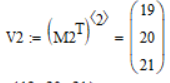 V2 := (M2ᵀ)^⟨2⟩ = (19
20
21)